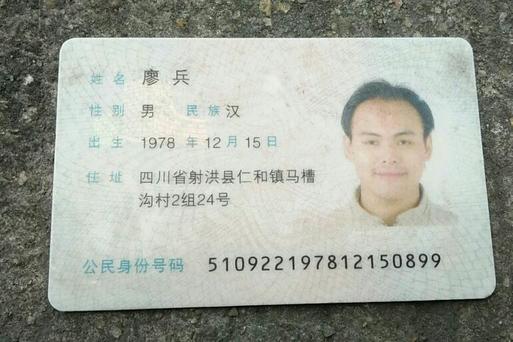 姓名 廖兵
性别 男 民族 汉
出生 1978 年 12 月 15 日
住址 四川省射洪县仁和镇马槽
沟村2组24号
公民身份号码 510922197812150899